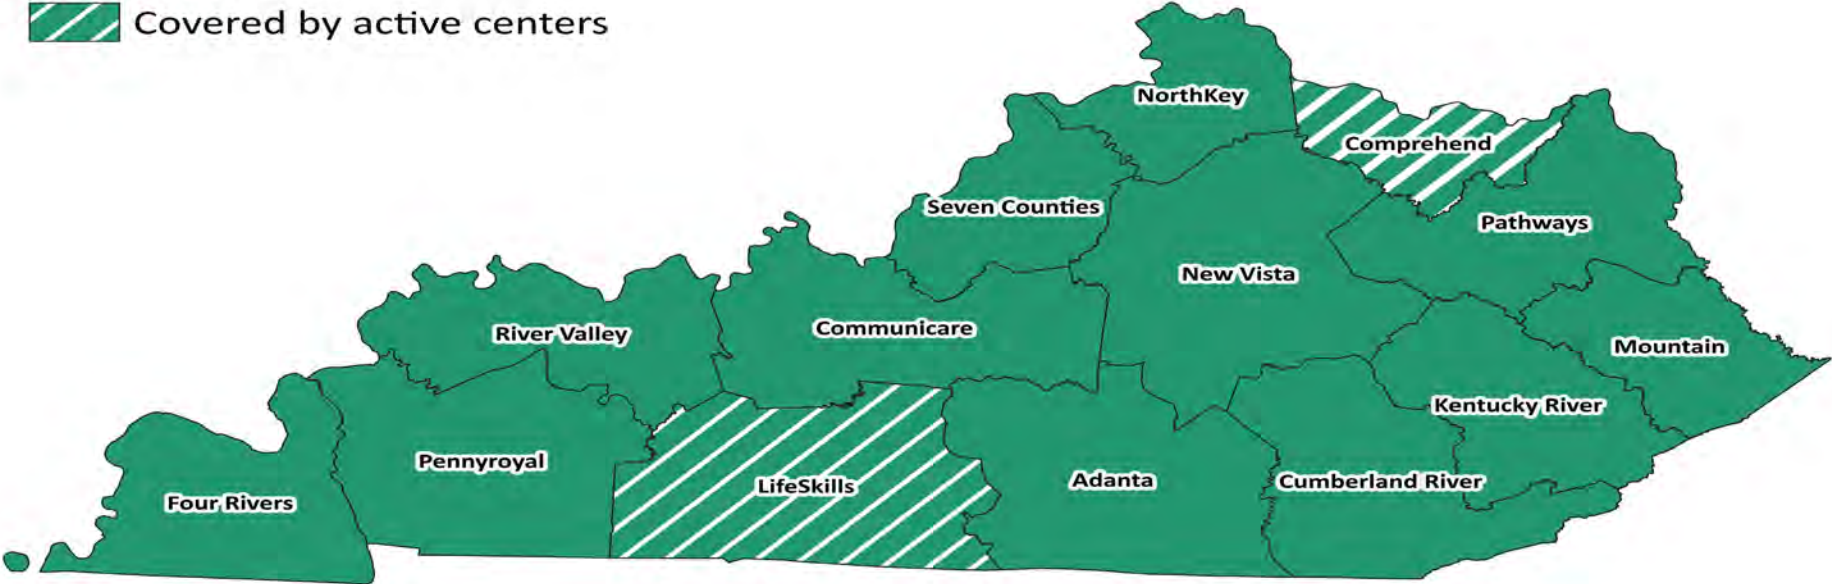 Covered by active centers
NorthKey
Comprehend
Seven Counties
Pathways
New Vista
River Valley
Communicare
Mountain
Kentucky River
Pennyroyal
LifeSkills
Adanta
Cumberland River
Four Rivers